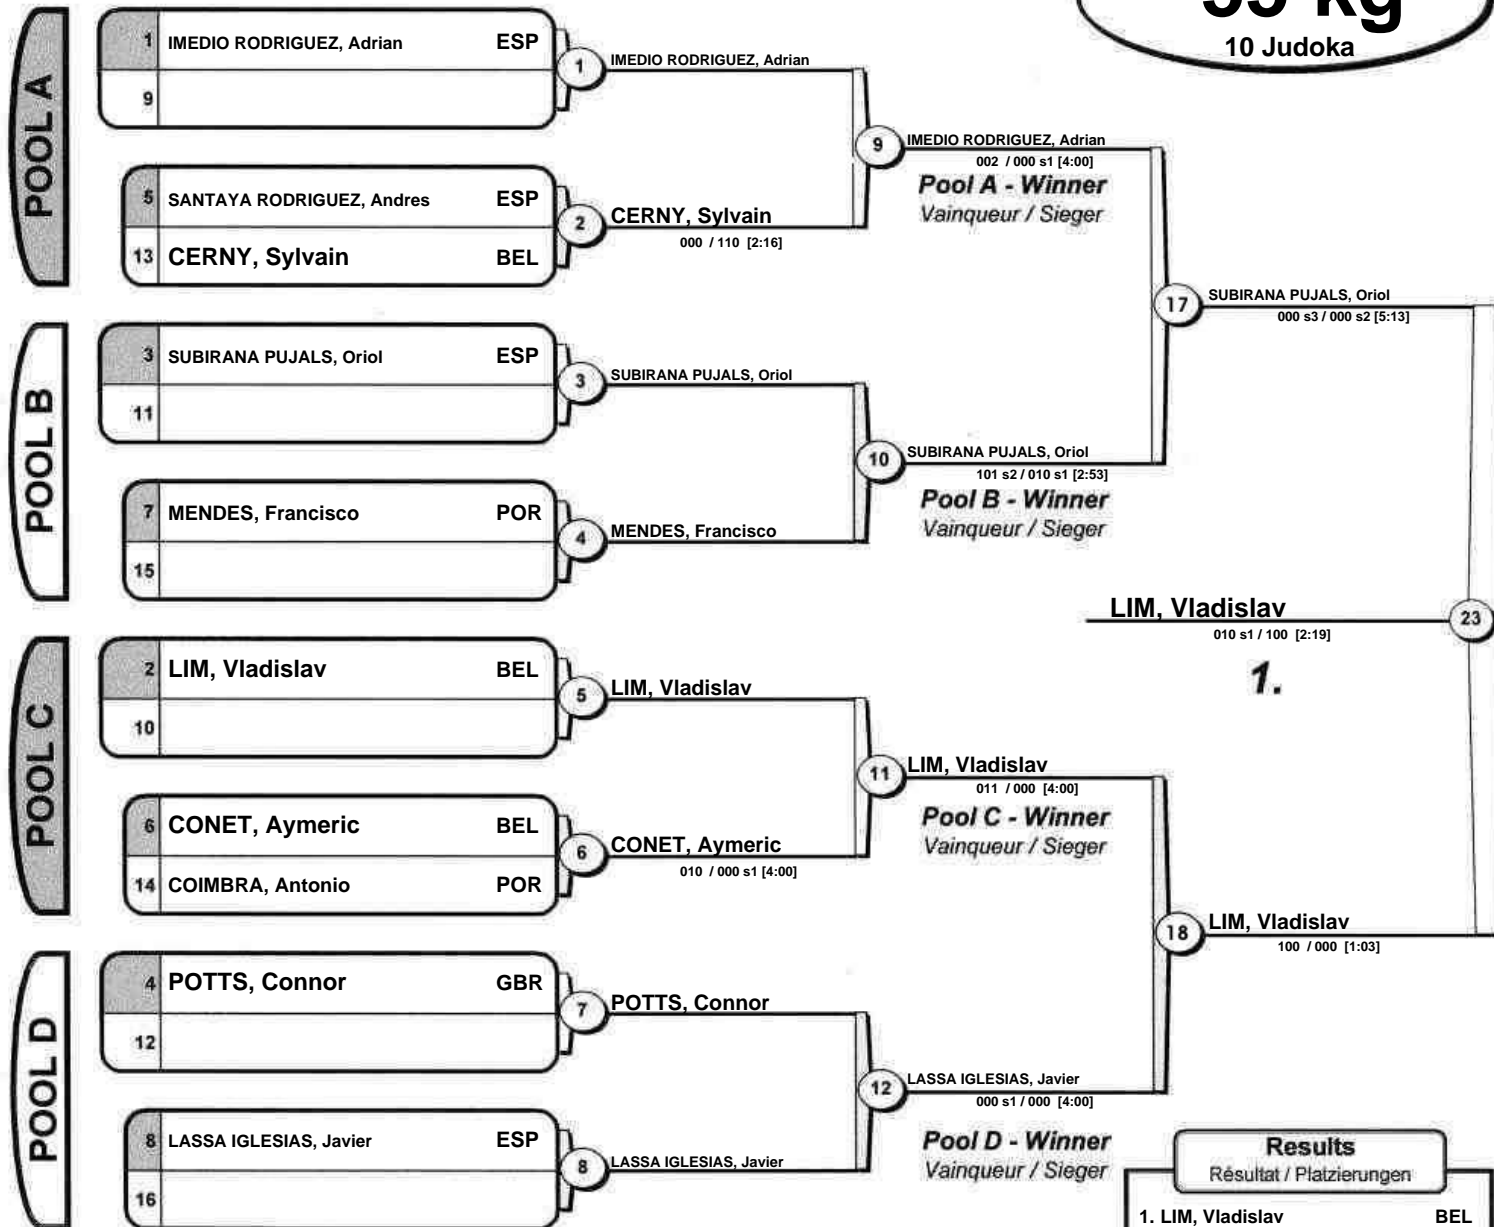 55 kg
10 Judoka
POOL A
1 IMEDIO RODRIGUEZ, Adrian ESP
9
1 IMEDIO RODRIGUEZ, Adrian
5 SANTAYA RODRIGUEZ, Andres ESP
13 CERNY, Sylvain BEL
2 CERNY, Sylvain
000 / 110 [2:16]
9 IMEDIO RODRIGUEZ, Adrian
002 / 000 s1 [4:00]
Pool A - Winner
Vainqueur / Sieger
17 SUBIRANA PUJALS, Oriol
000 s3 / 000 s2 [5:13]
POOL B
3 SUBIRANA PUJALS, Oriol ESP
11
3 SUBIRANA PUJALS, Oriol
7 MENDES, Francisco POR
15
4 MENDES, Francisco
10 SUBIRANA PUJALS, Oriol
101 s2 / 010 s1 [2:53]
Pool B - Winner
Vainqueur / Sieger
LIM, Vladislav 23
010 s1 / 100 [2:19]
1.
POOL C
2 LIM, Vladislav BEL
10
5 LIM, Vladislav
6 CONET, Aymeric BEL
14 COIMBRA, Antonio POR
6 CONET, Aymeric
010 / 000 s1 [4:00]
11 LIM, Vladislav
011 / 000 [4:00]
Pool C - Winner
Vainqueur / Sieger
18 LIM, Vladislav
100 / 000 [1:03]
POOL D
4 POTTS, Connor GBR
12
7 POTTS, Connor
8 LASSA IGLESIAS, Javier ESP
16
8 LASSA IGLESIAS, Javier
12 LASSA IGLESIAS, Javier
000 s1 / 000 [4:00]
Pool D - Winner
Vainqueur / Sieger
Results
Résultat / Platzierungen
1. LIM, Vladislav BEL